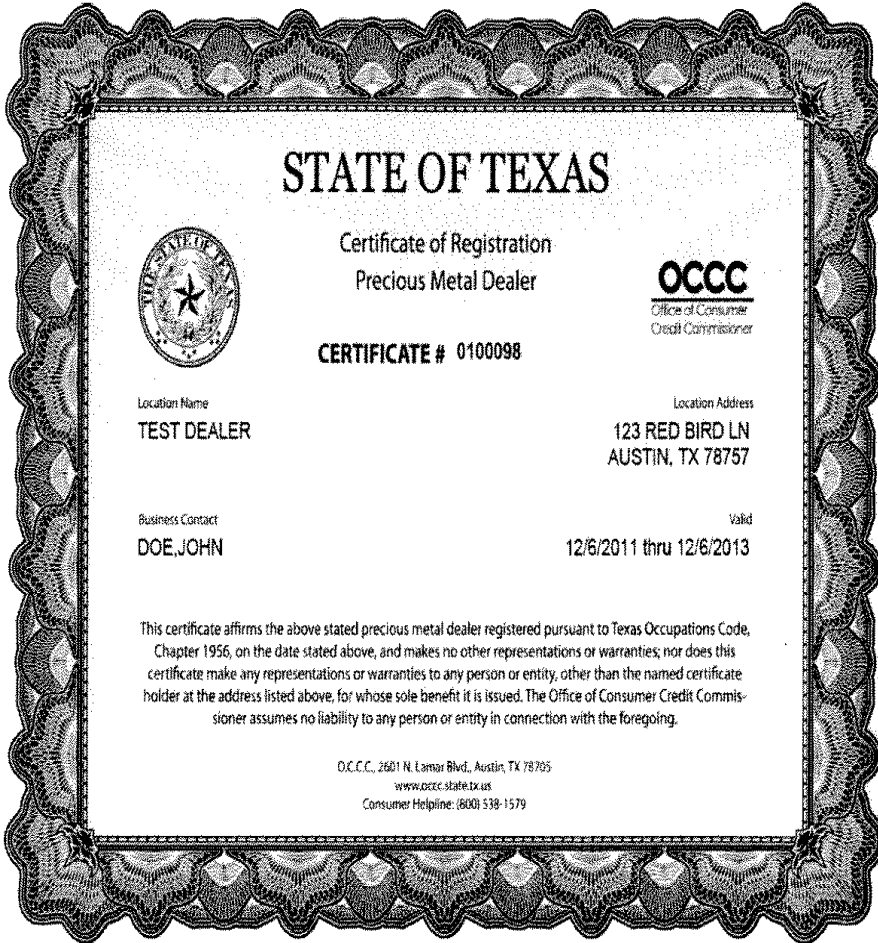 STATE OF TEXAS
THE STATE OF TEXAS
Certificate of Registration
Precious Metal Dealer
OCCC
Office of Consumer
Credit Commissioner
CERTIFICATE # 0100098
Location Name
TEST DEALER
Location Address
123 RED BIRD LN
AUSTIN, TX 78757
Business Contact
DOE,JOHN
Valid
12/6/2011 thru 12/6/2013
This certificate affirms the above stated precious metal dealer registered pursuant to Texas Occupations Code,
Chapter 1956, on the date stated above, and makes no other representations or warranties; nor does this
certificate make any representations or warranties to any person or entity, other than the named certificate
holder at the address listed above, for whose sole benefit it is issued. The Office of Consumer Credit Commis-
sioner assumes no liability to any person or entity in connection with the foregoing.
O.C.C.C., 2601 N. Lamar Blvd., Austin, TX 78705
www.occc.state.tx.us
Consumer Helpline: (800) 538-1579